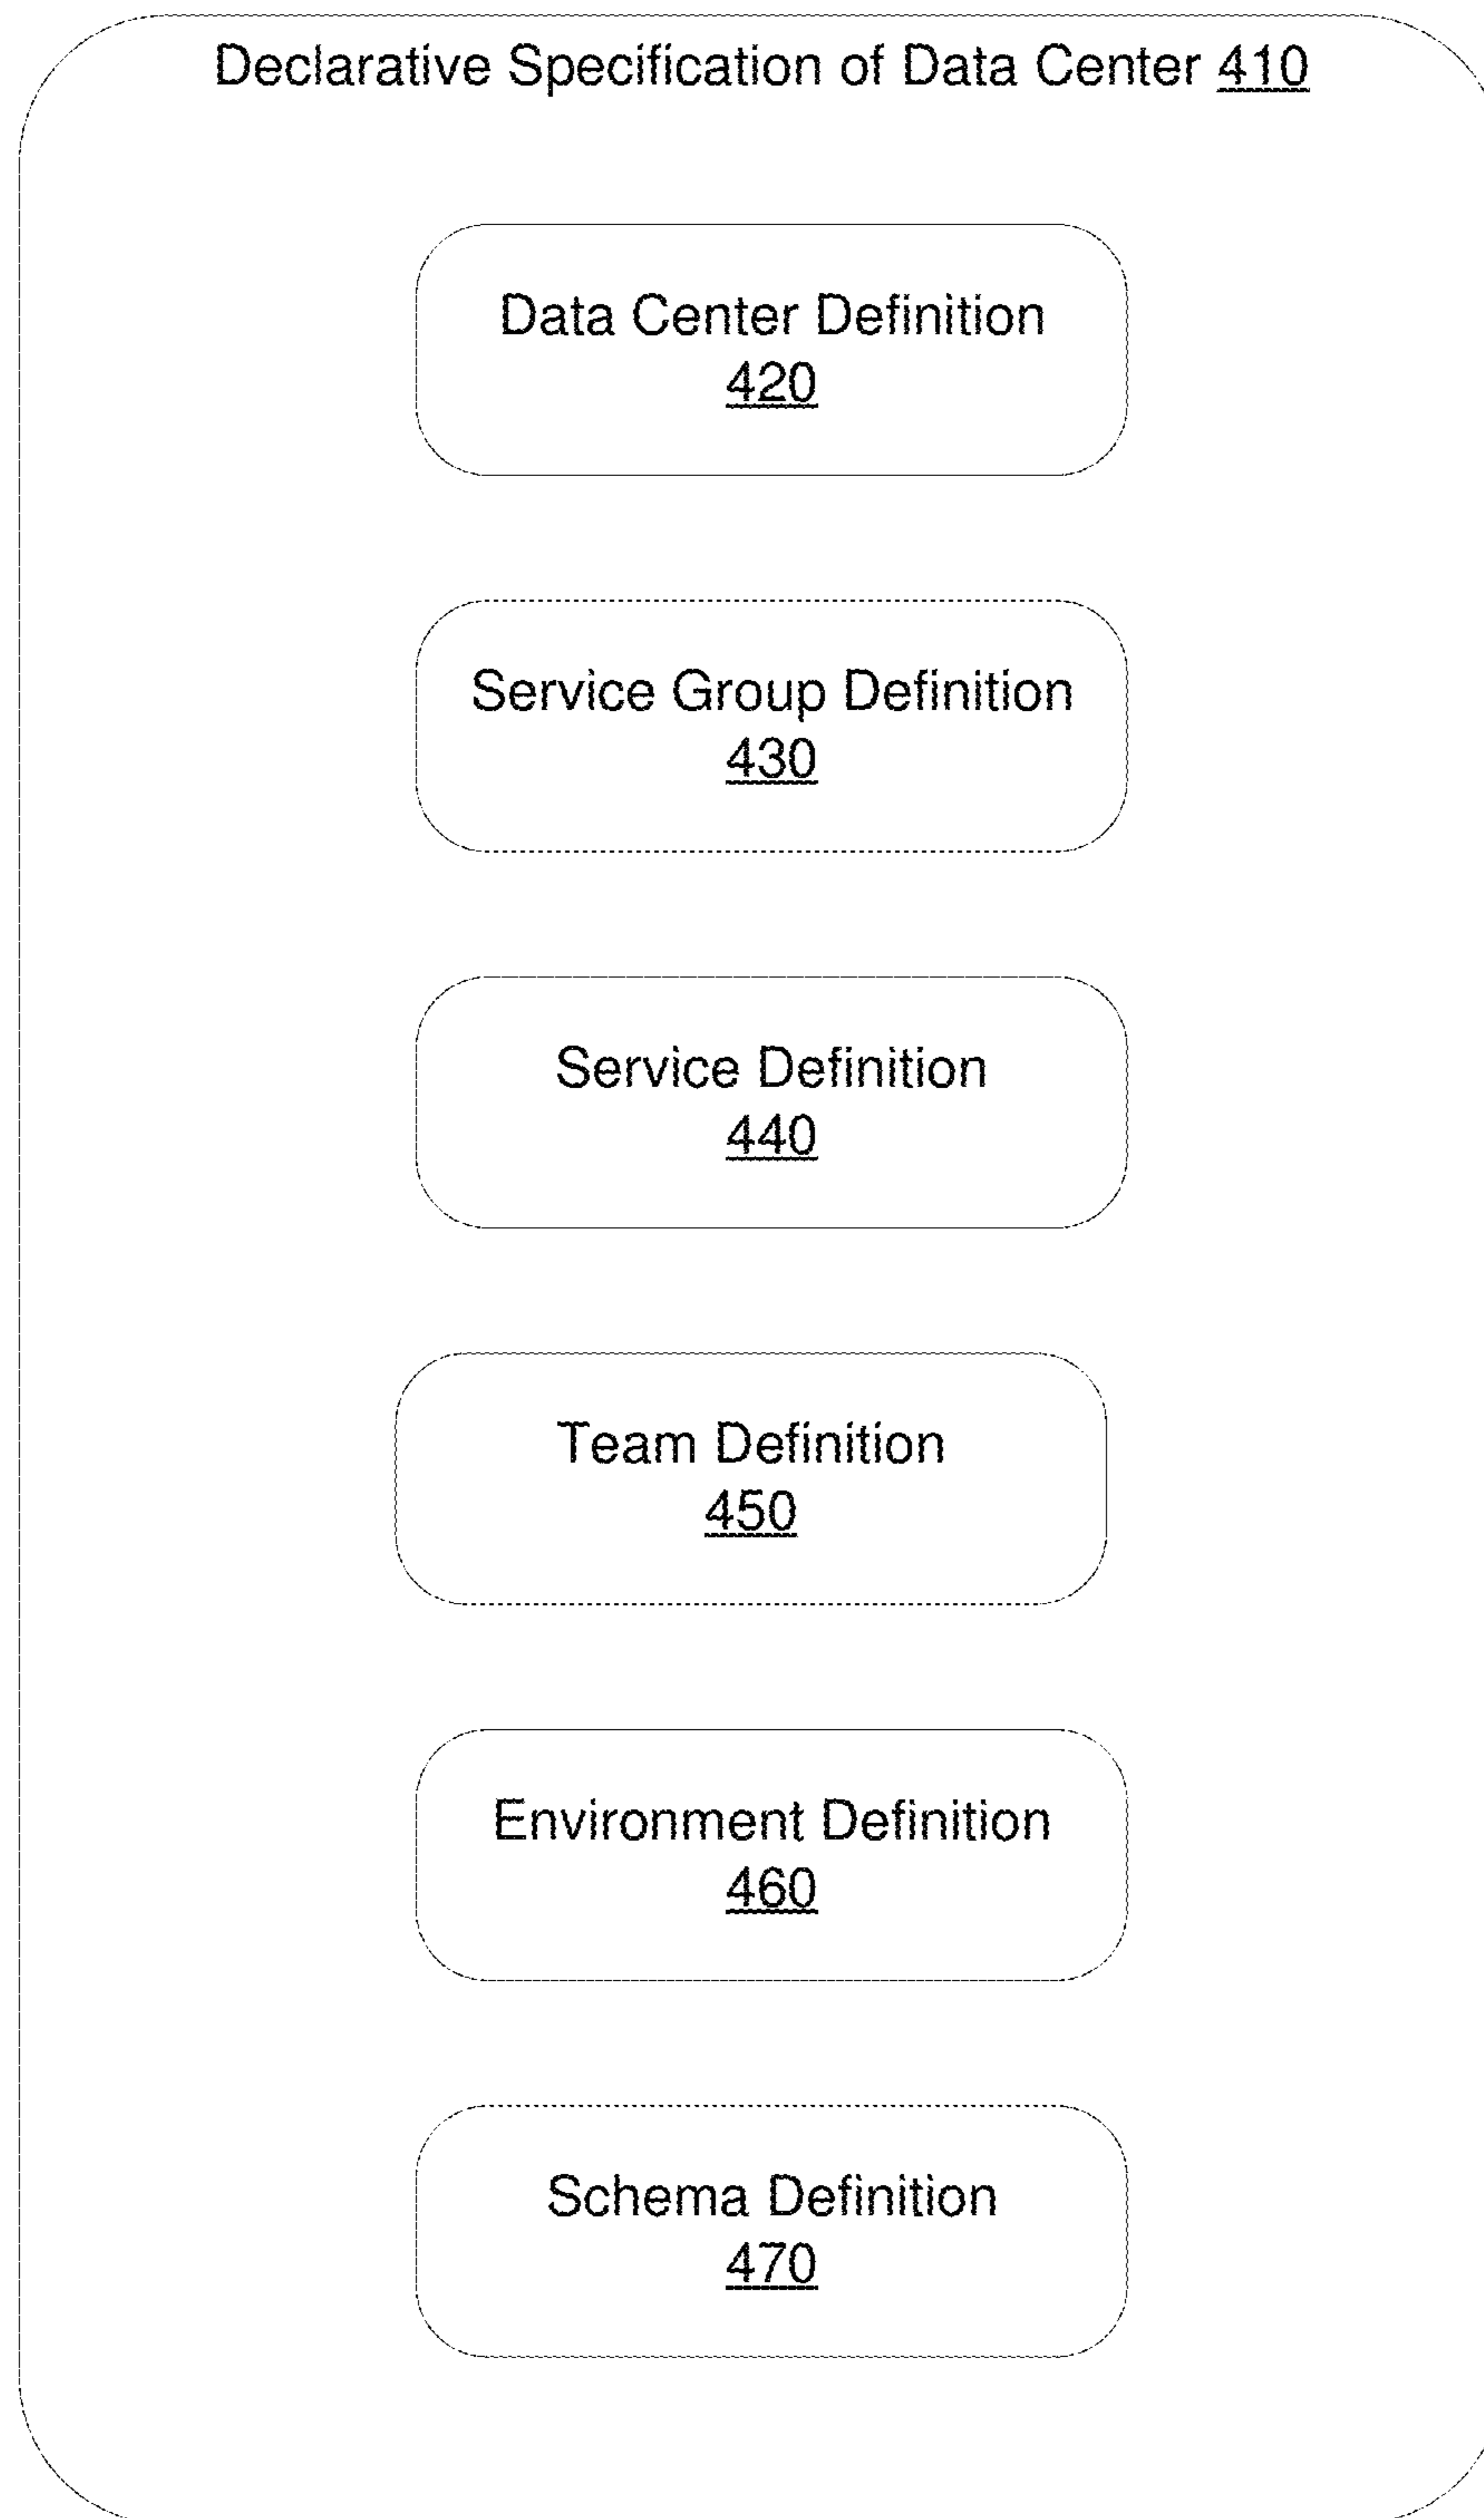 Declarative Specification of Data Center 410
Data Center Definition
420
Service Group Definition
430
Service Definition
440
Team Definition
450
Environment Definition
460
Schema Definition
470